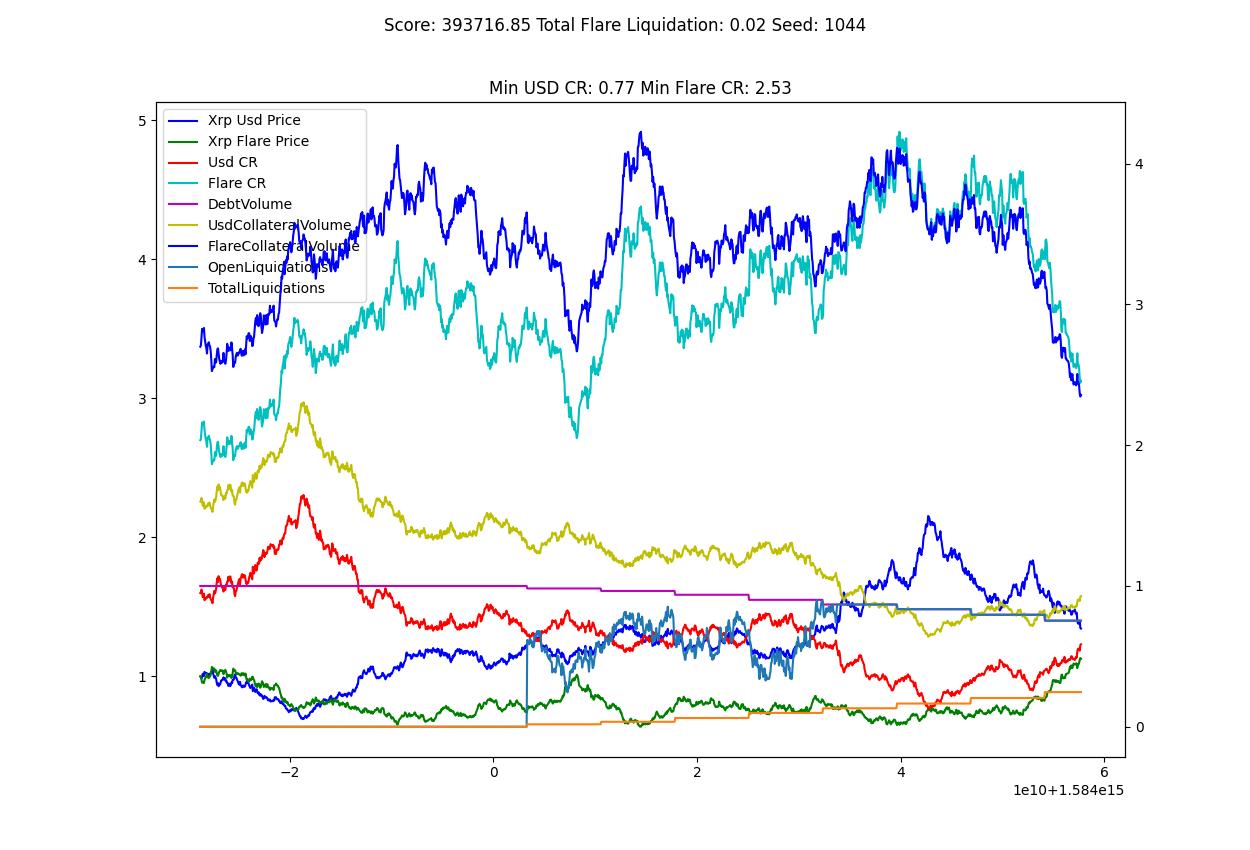 Score: 393716.85 Total Flare Liquidation: 0.02 Seed: 1044
Min USD CR: 0.77 Min Flare CR: 2.53
Xrp Usd Price
Xrp Flare Price
Usd CR
Flare CR
DebtVolume
UsdCollateralVolume
FlareCollateralVolume
OpenLiquidations
TotalLiquidations
5
4
3
2
1
4
3
2
1
0
−2
0
2
4
6
1e10+1.584e15